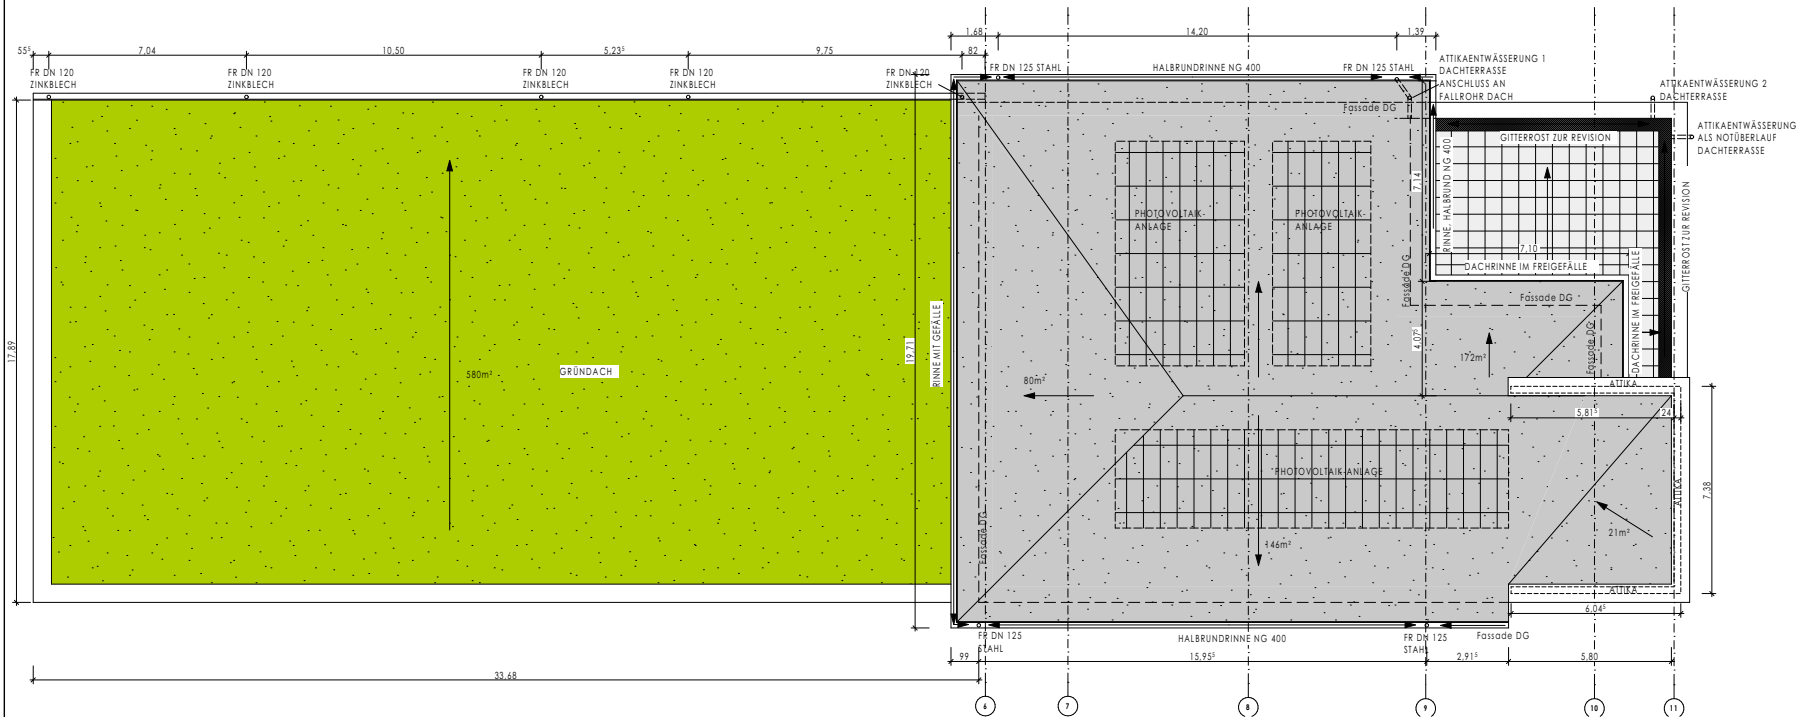 1,68
14,20
1,39
55⁵
7,04
10,50
5,23⁵
9,75
82
FR DN 120
ZINKBLECH
FR DN 120
ZINKBLECH
FR DN 120
ZINKBLECH
FR DN 120
ZINKBLECH
FR DN 120
ZINKBLECH
FR DN 125 STAHL
HALBRUNDRINNE NG 400
FR DN 125 STAHL
ATTIKAENTWÄSSERUNG 1
DACHTERRASSE
ANSCHLUSS AN
FALLROHR DACH
ATTIKAENTWÄSSERUNG 2
DACHTERRASSE
ATTIKAENTWÄSSERUNG
ALS NOTÜBERLAUF
DACHTERRASSE
Fassade DG
GITTERROST ZUR REVISION
RINNE, HALBRUND NG 400
7,14
GITTERROST ZUR REVISION
PHOTOVOLTAIK-
ANLAGE
PHOTOVOLTAIK-
ANLAGE
7,10
DACHRINNE IM FREIGEFÄLLE
DACHRINNE IM FREIGEFÄLLE
Fassade DG
Fassade DG
Fassade DG
17,89
19,71
RINNE MIT GEFÄLLE
4,07⁵
172m²
580m²
GRÜNDACH
80m²
ATTIKA
5,81⁵
24
PHOTOVOLTAIK-ANLAGE
ATTIKA
7,38
Fassade DG
146m²
21m²
ATTIKA
6,04⁵
FR DN 125
STAHL
HALBRUNDRINNE NG 400
FR DN 125
STAHL
Fassade DG
99
15,95⁵
2,91⁵
5,80
33,68
6
7
8
9
10
11